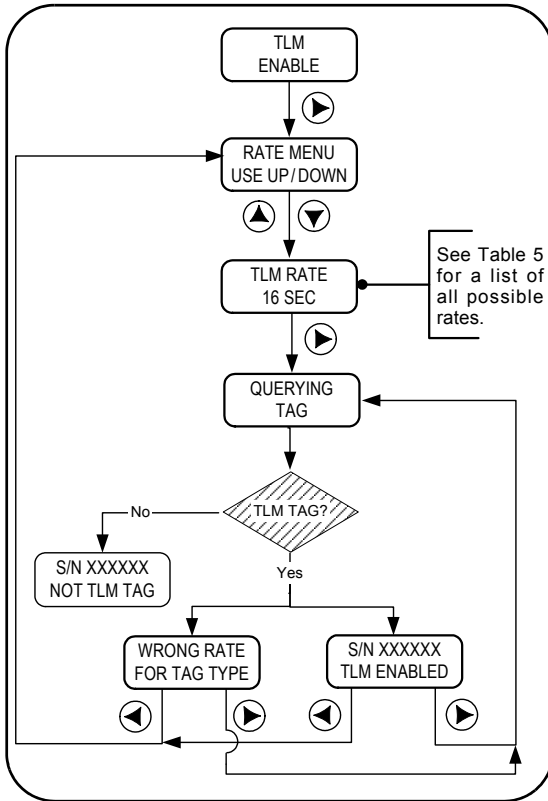 TLM
ENABLE
RATE MENU
USE UP/DOWN
TLM RATE
16 SEC
See Table 5
for a list of
all possible
rates.
QUERYING
TAG
TLM TAG?
No
Yes
S/N XXXXXX
NOT TLM TAG
WRONG RATE
FOR TAG TYPE
S/N XXXXXX
TLM ENABLED